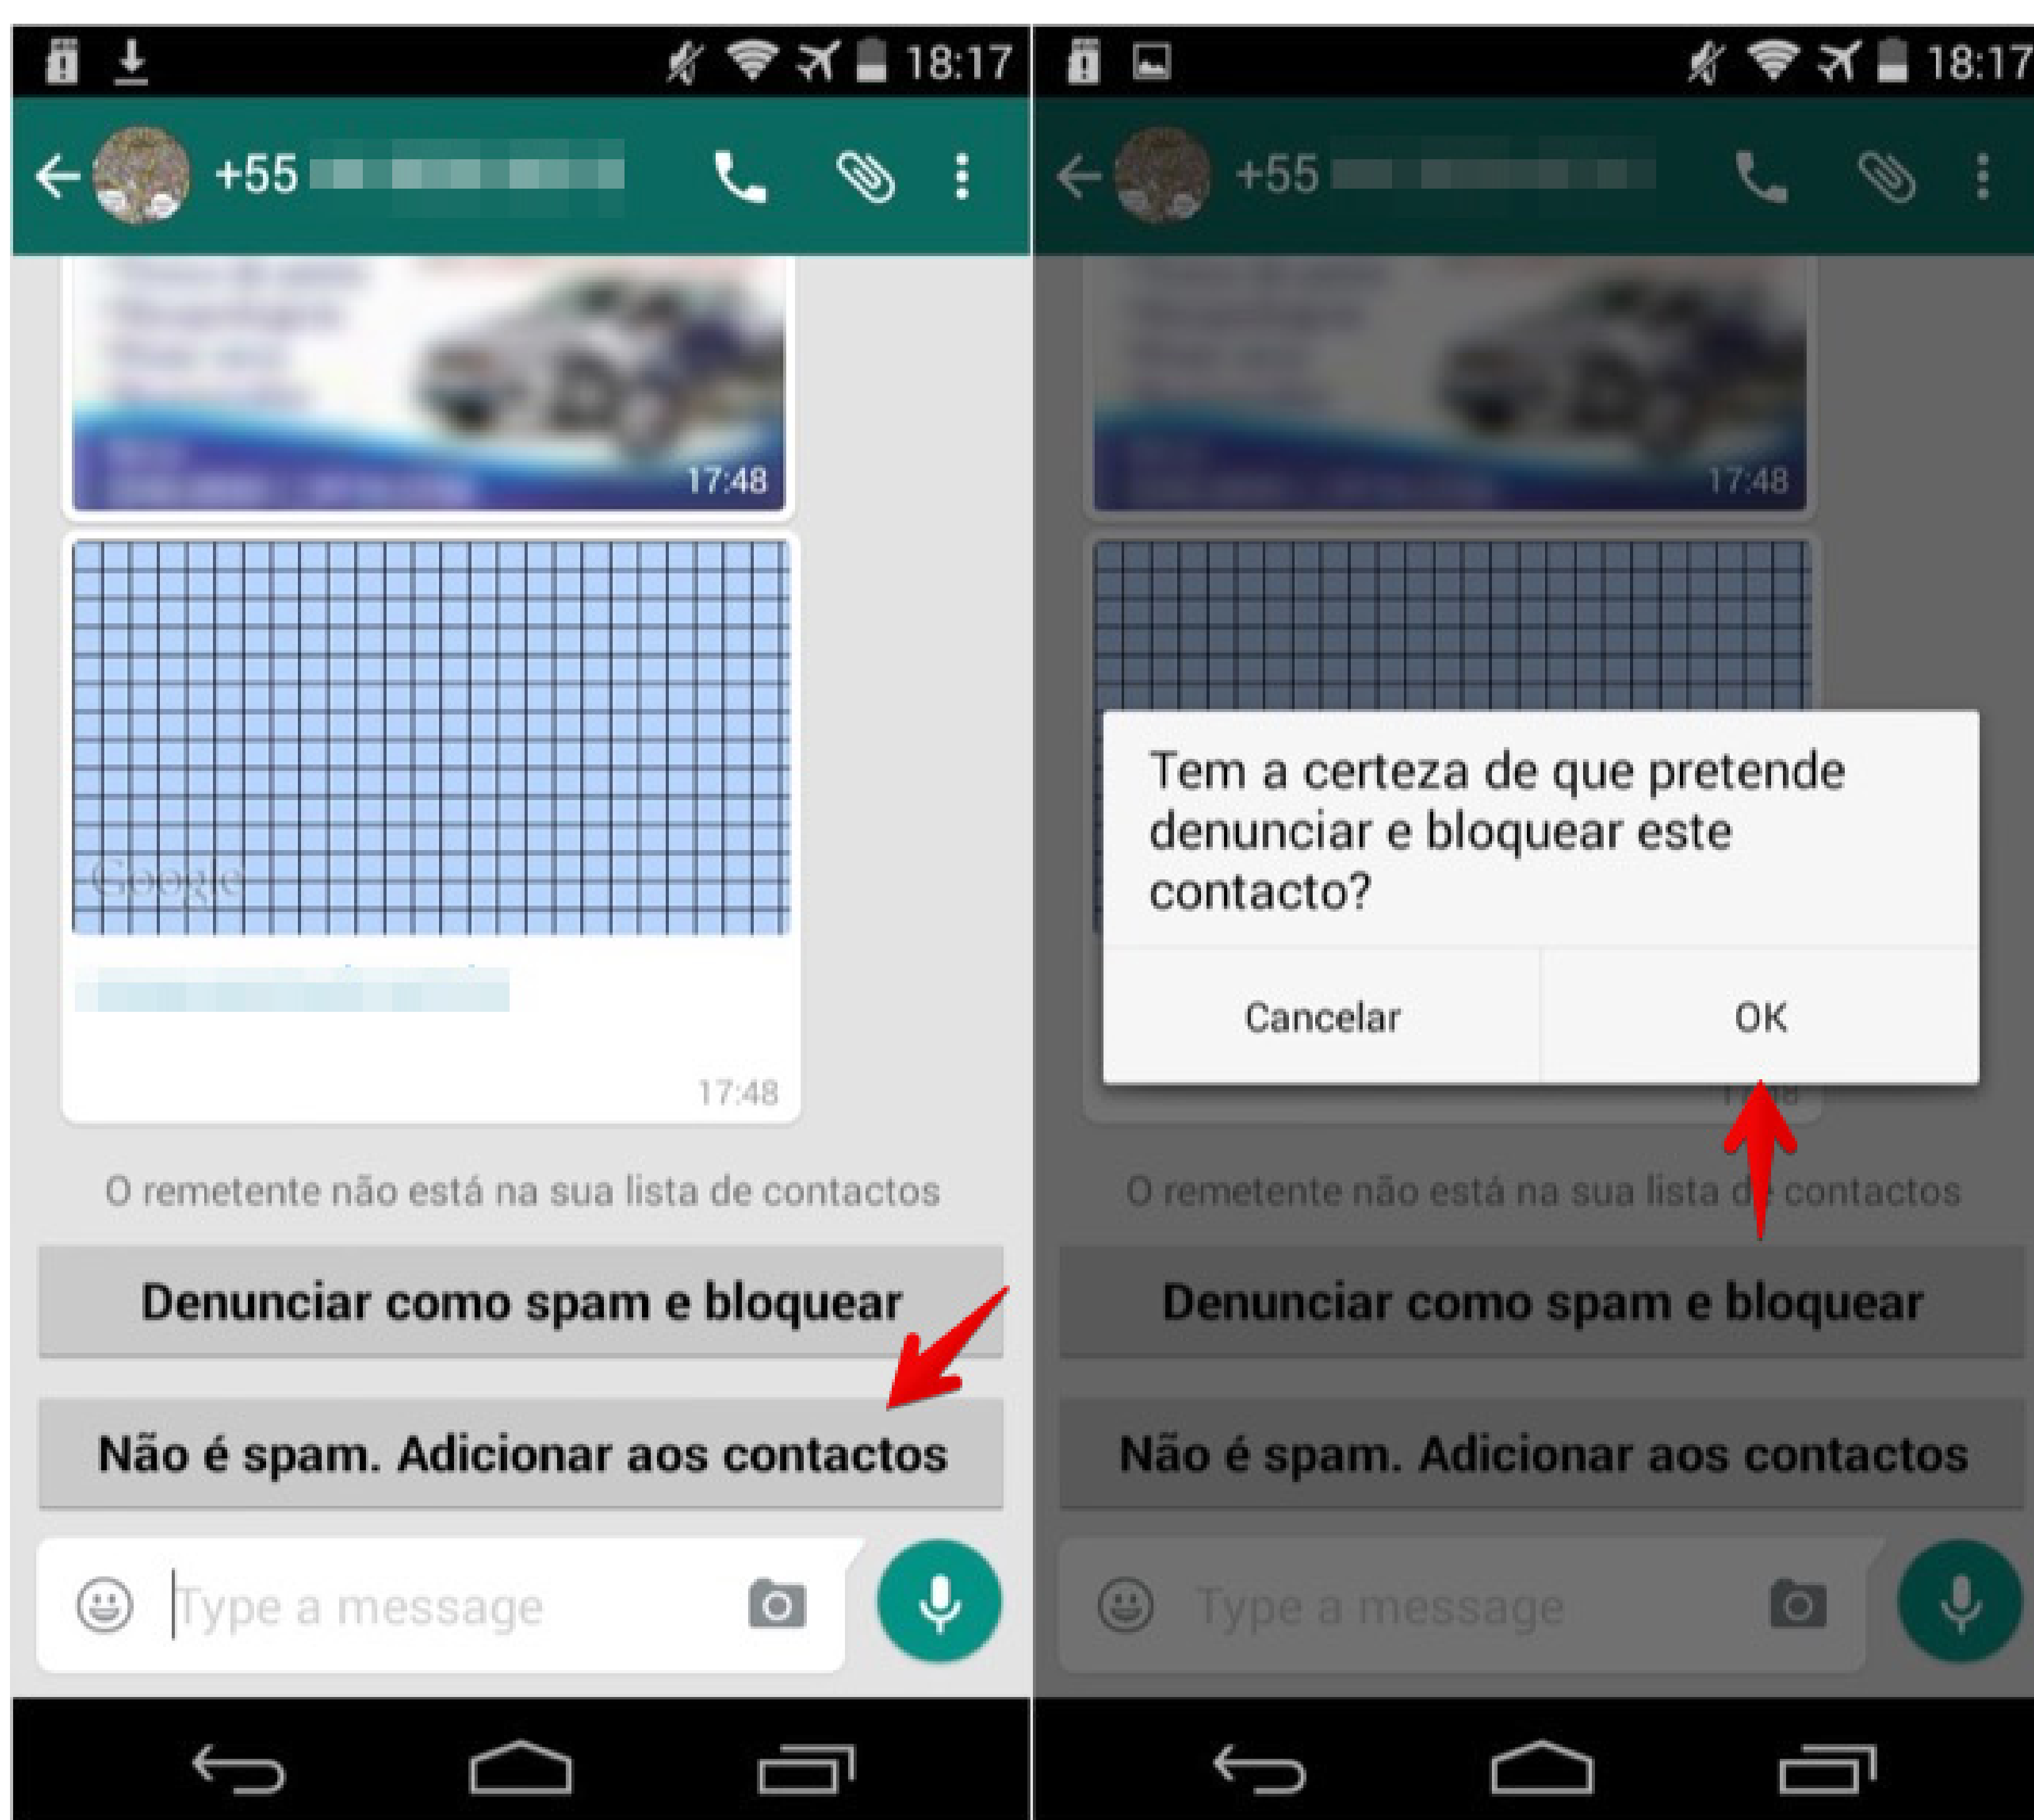 18:17
+55
17:48
Google
17:48
O remetente não está na sua lista de contactos
Denunciar como spam e bloquear
Não é spam. Adicionar aos contactos
Type a message
18:17
+55
17:48
Tem a certeza de que pretende
denunciar e bloquear este
contacto?
Cancelar
OK
O remetente não está na sua lista de contactos
Denunciar como spam e bloquear
Não é spam. Adicionar aos contactos
Type a message